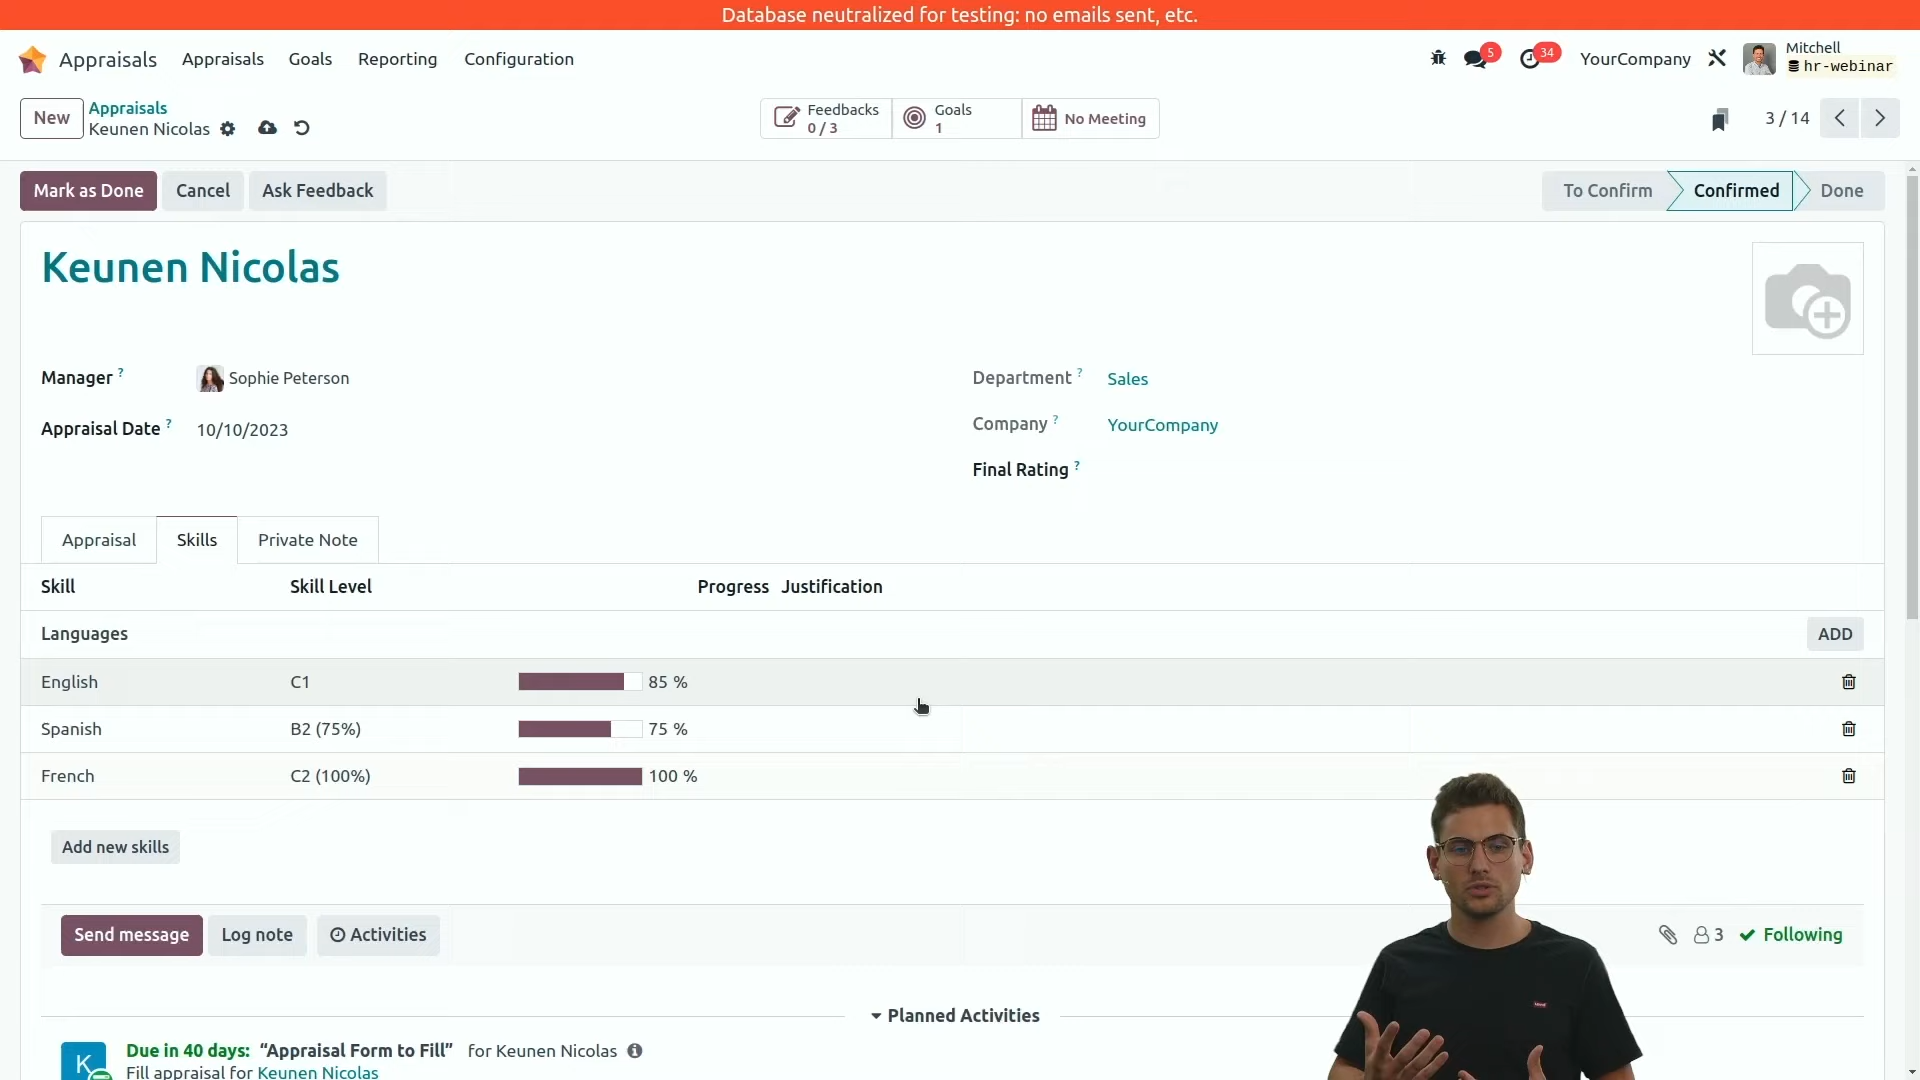 Database neutralized for testing: no emails sent, etc.
Appraisals Appraisals Goals Reporting Configuration 5 34 YourCompany Mitchell
hr-webinar
New Appraisals
Keunen Nicolas
Feedbacks
0 / 3
Goals
1
No Meeting
3 / 14
Mark as Done Cancel Ask Feedback To Confirm Confirmed Done
Keunen Nicolas
Manager ? Sophie Peterson
Appraisal Date ? 10/10/2023
Department ? Sales
Company ? YourCompany
Final Rating ?
Appraisal Skills Private Note
Skill Skill Level Progress Justification
Languages ADD
English C1 85 %
Spanish B2 (75%) 75 %
French C2 (100%) 100 %
Add new skills
Send message Log note Activities 3 Following
Planned Activities
K
Due in 40 days: “Appraisal Form to Fill” for Keunen Nicolas
Fill appraisal for Keunen Nicolas